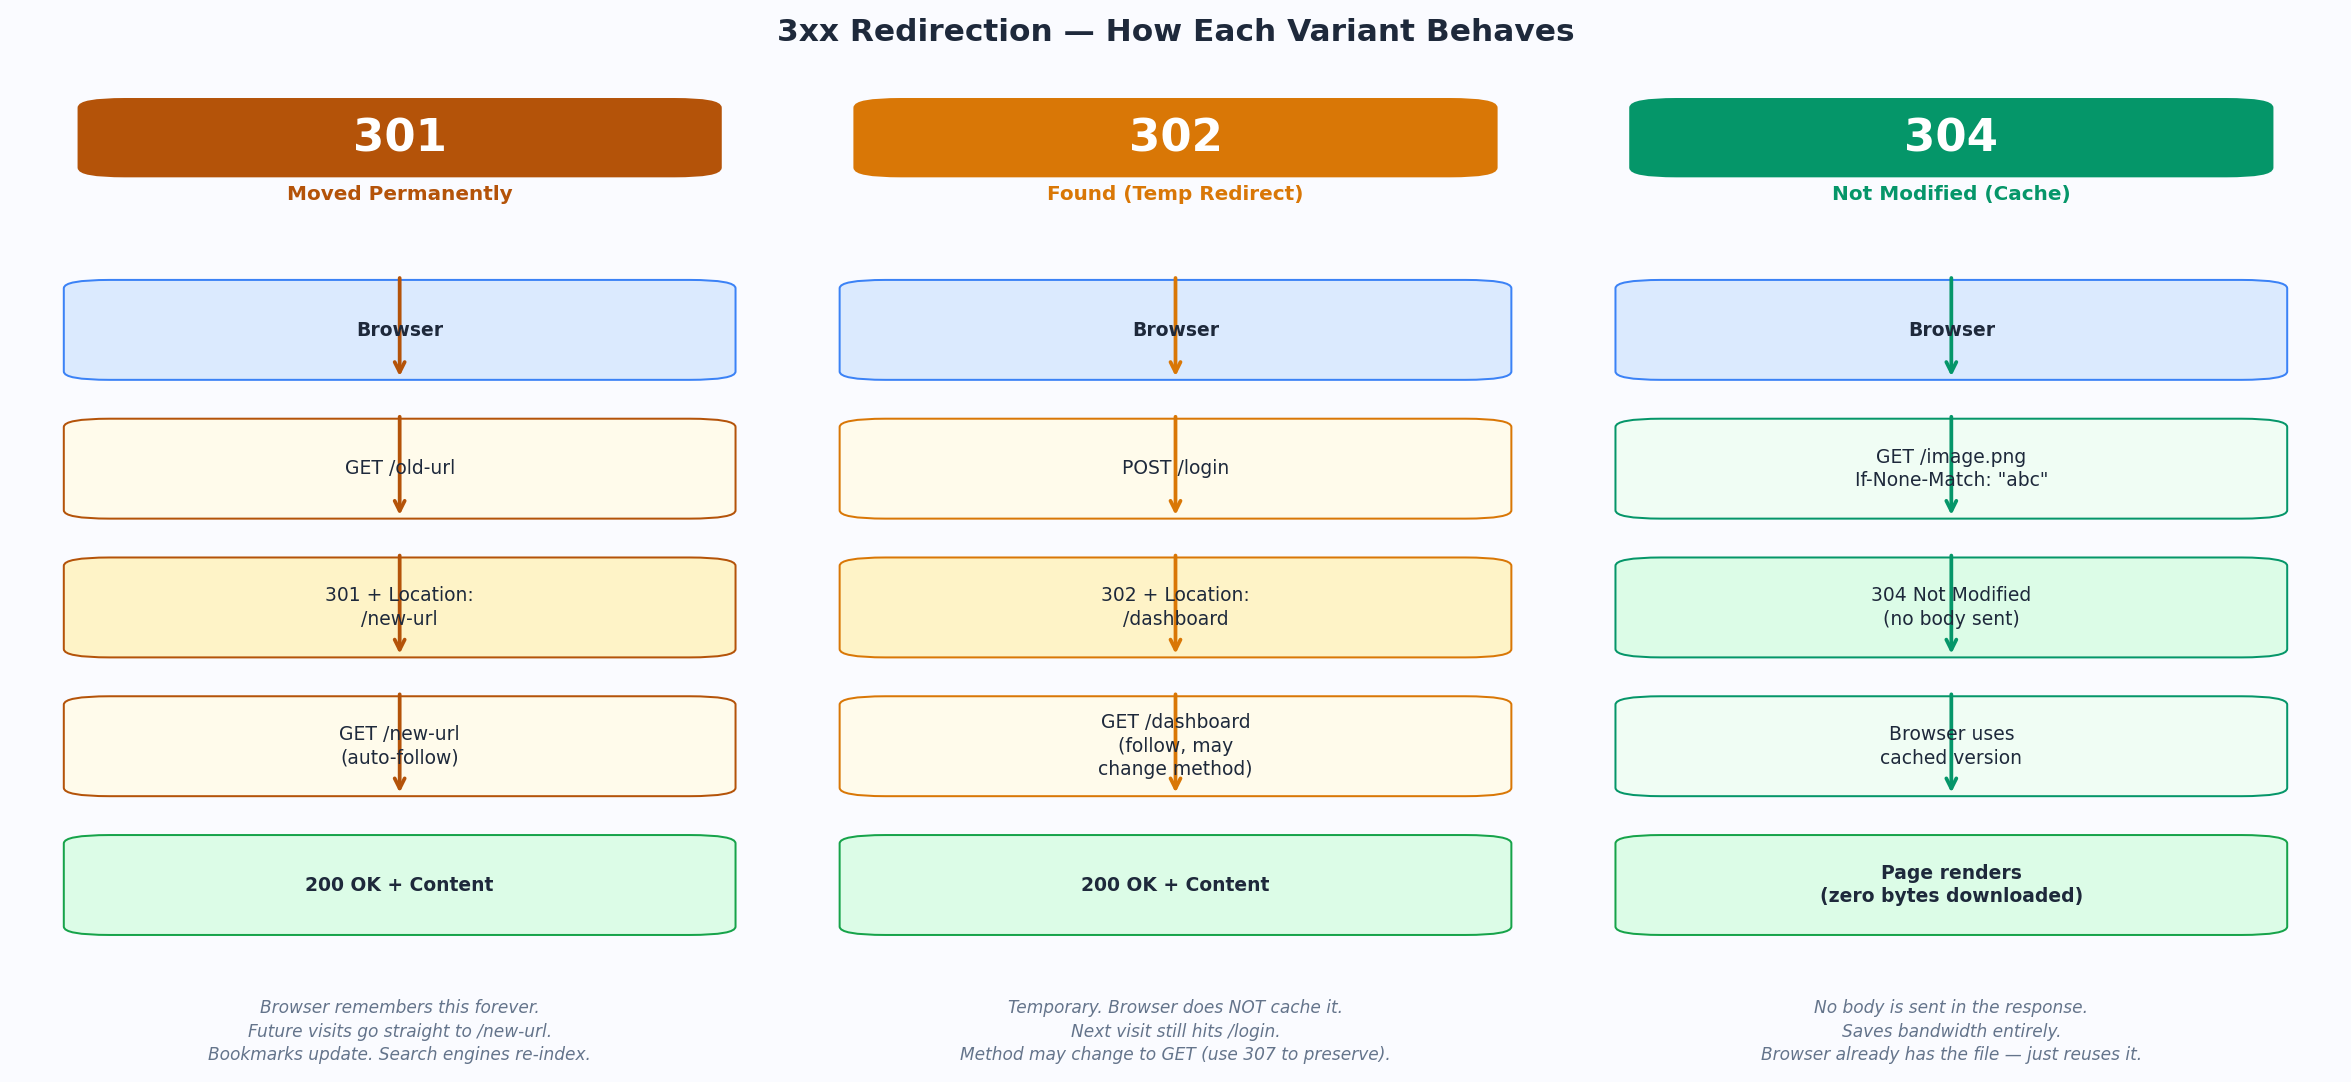 3xx Redirection — How Each Variant Behaves
301
Moved Permanently
Browser
GET /old-url
301 + Location:
/new-url
GET /new-url
(auto-follow)
200 OK + Content
Browser remembers this forever.
Future visits go straight to /new-url.
Bookmarks update. Search engines re-index.
302
Found (Temp Redirect)
Browser
POST /login
302 + Location:
/dashboard
GET /dashboard
(follow, may
change method)
200 OK + Content
Temporary. Browser does NOT cache it.
Next visit still hits /login.
Method may change to GET (use 307 to preserve).
304
Not Modified (Cache)
Browser
GET /image.png
If-None-Match: "abc"
304 Not Modified
(no body sent)
Browser uses
cached version
Page renders
(zero bytes downloaded)
No body is sent in the response.
Saves bandwidth entirely.
Browser already has the file — just reuses it.